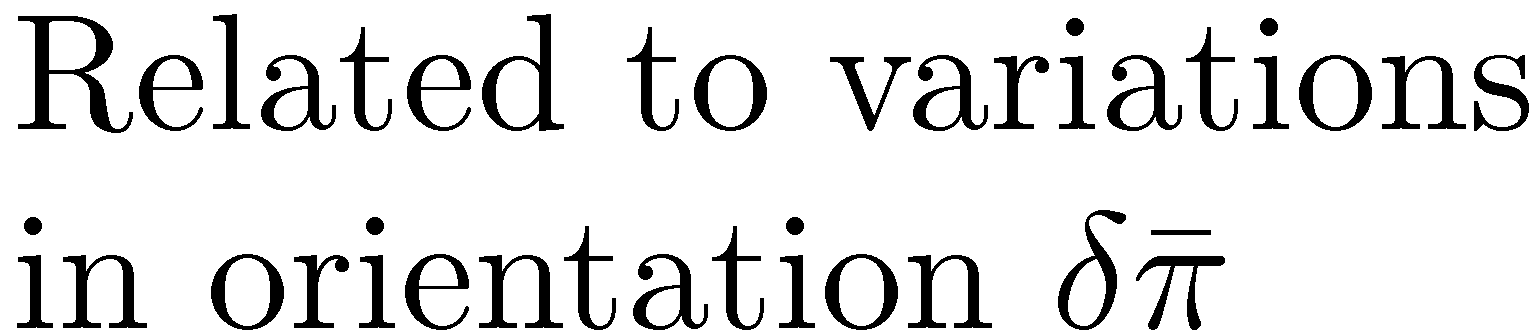 Related to variations
in orientation δπ̄